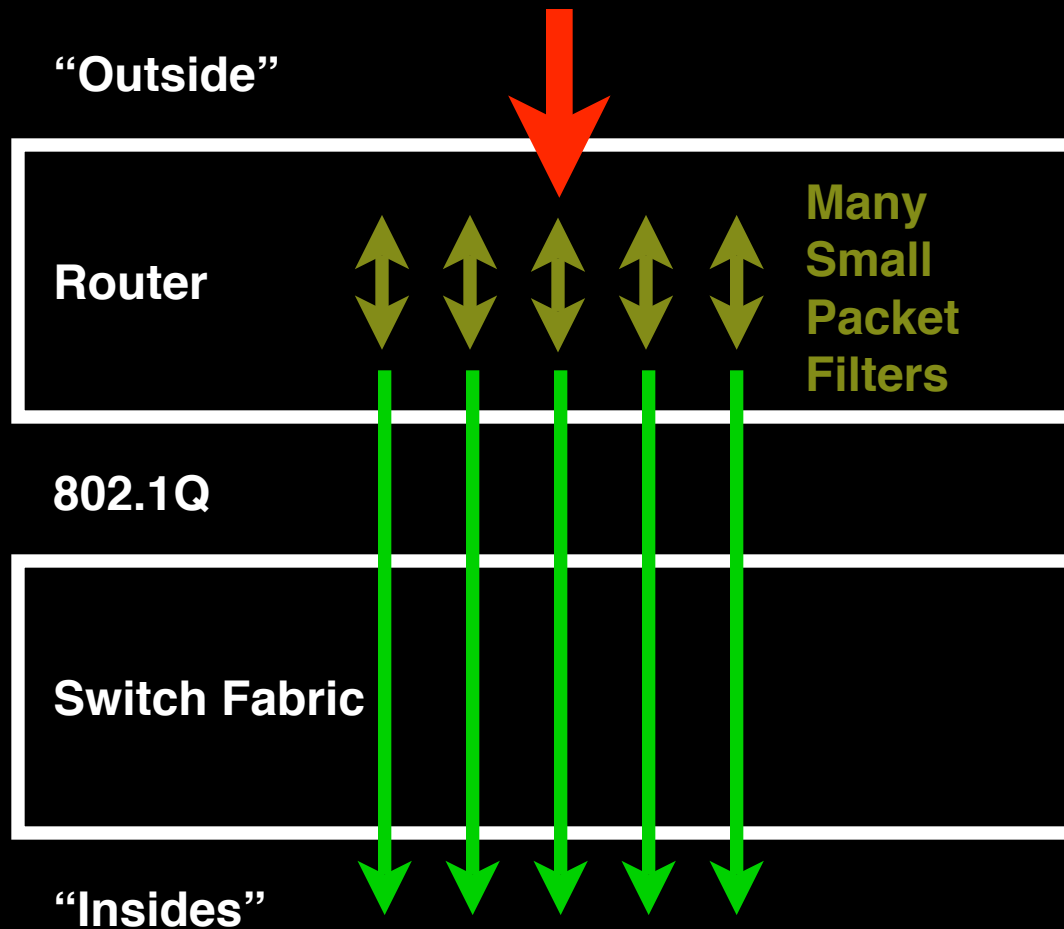 “Outside”
Router
Many
Small
Packet
Filters
802.1Q
Switch Fabric
“Insides”